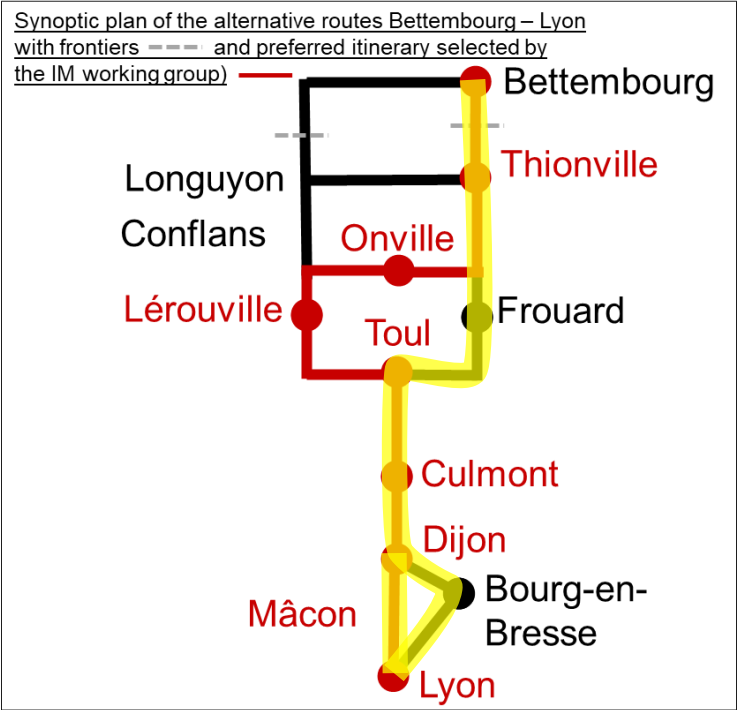 Synoptic plan of the alternative routes Bettembourg – Lyon
with frontiers and preferred itinerary selected by
the IM working group)
Bettembourg
Thionville
Longuyon
Conflans
Onville
Lérouville
Frouard
Toul
Culmont
Dijon
Bourg-en-
Bresse
Mâcon
Lyon